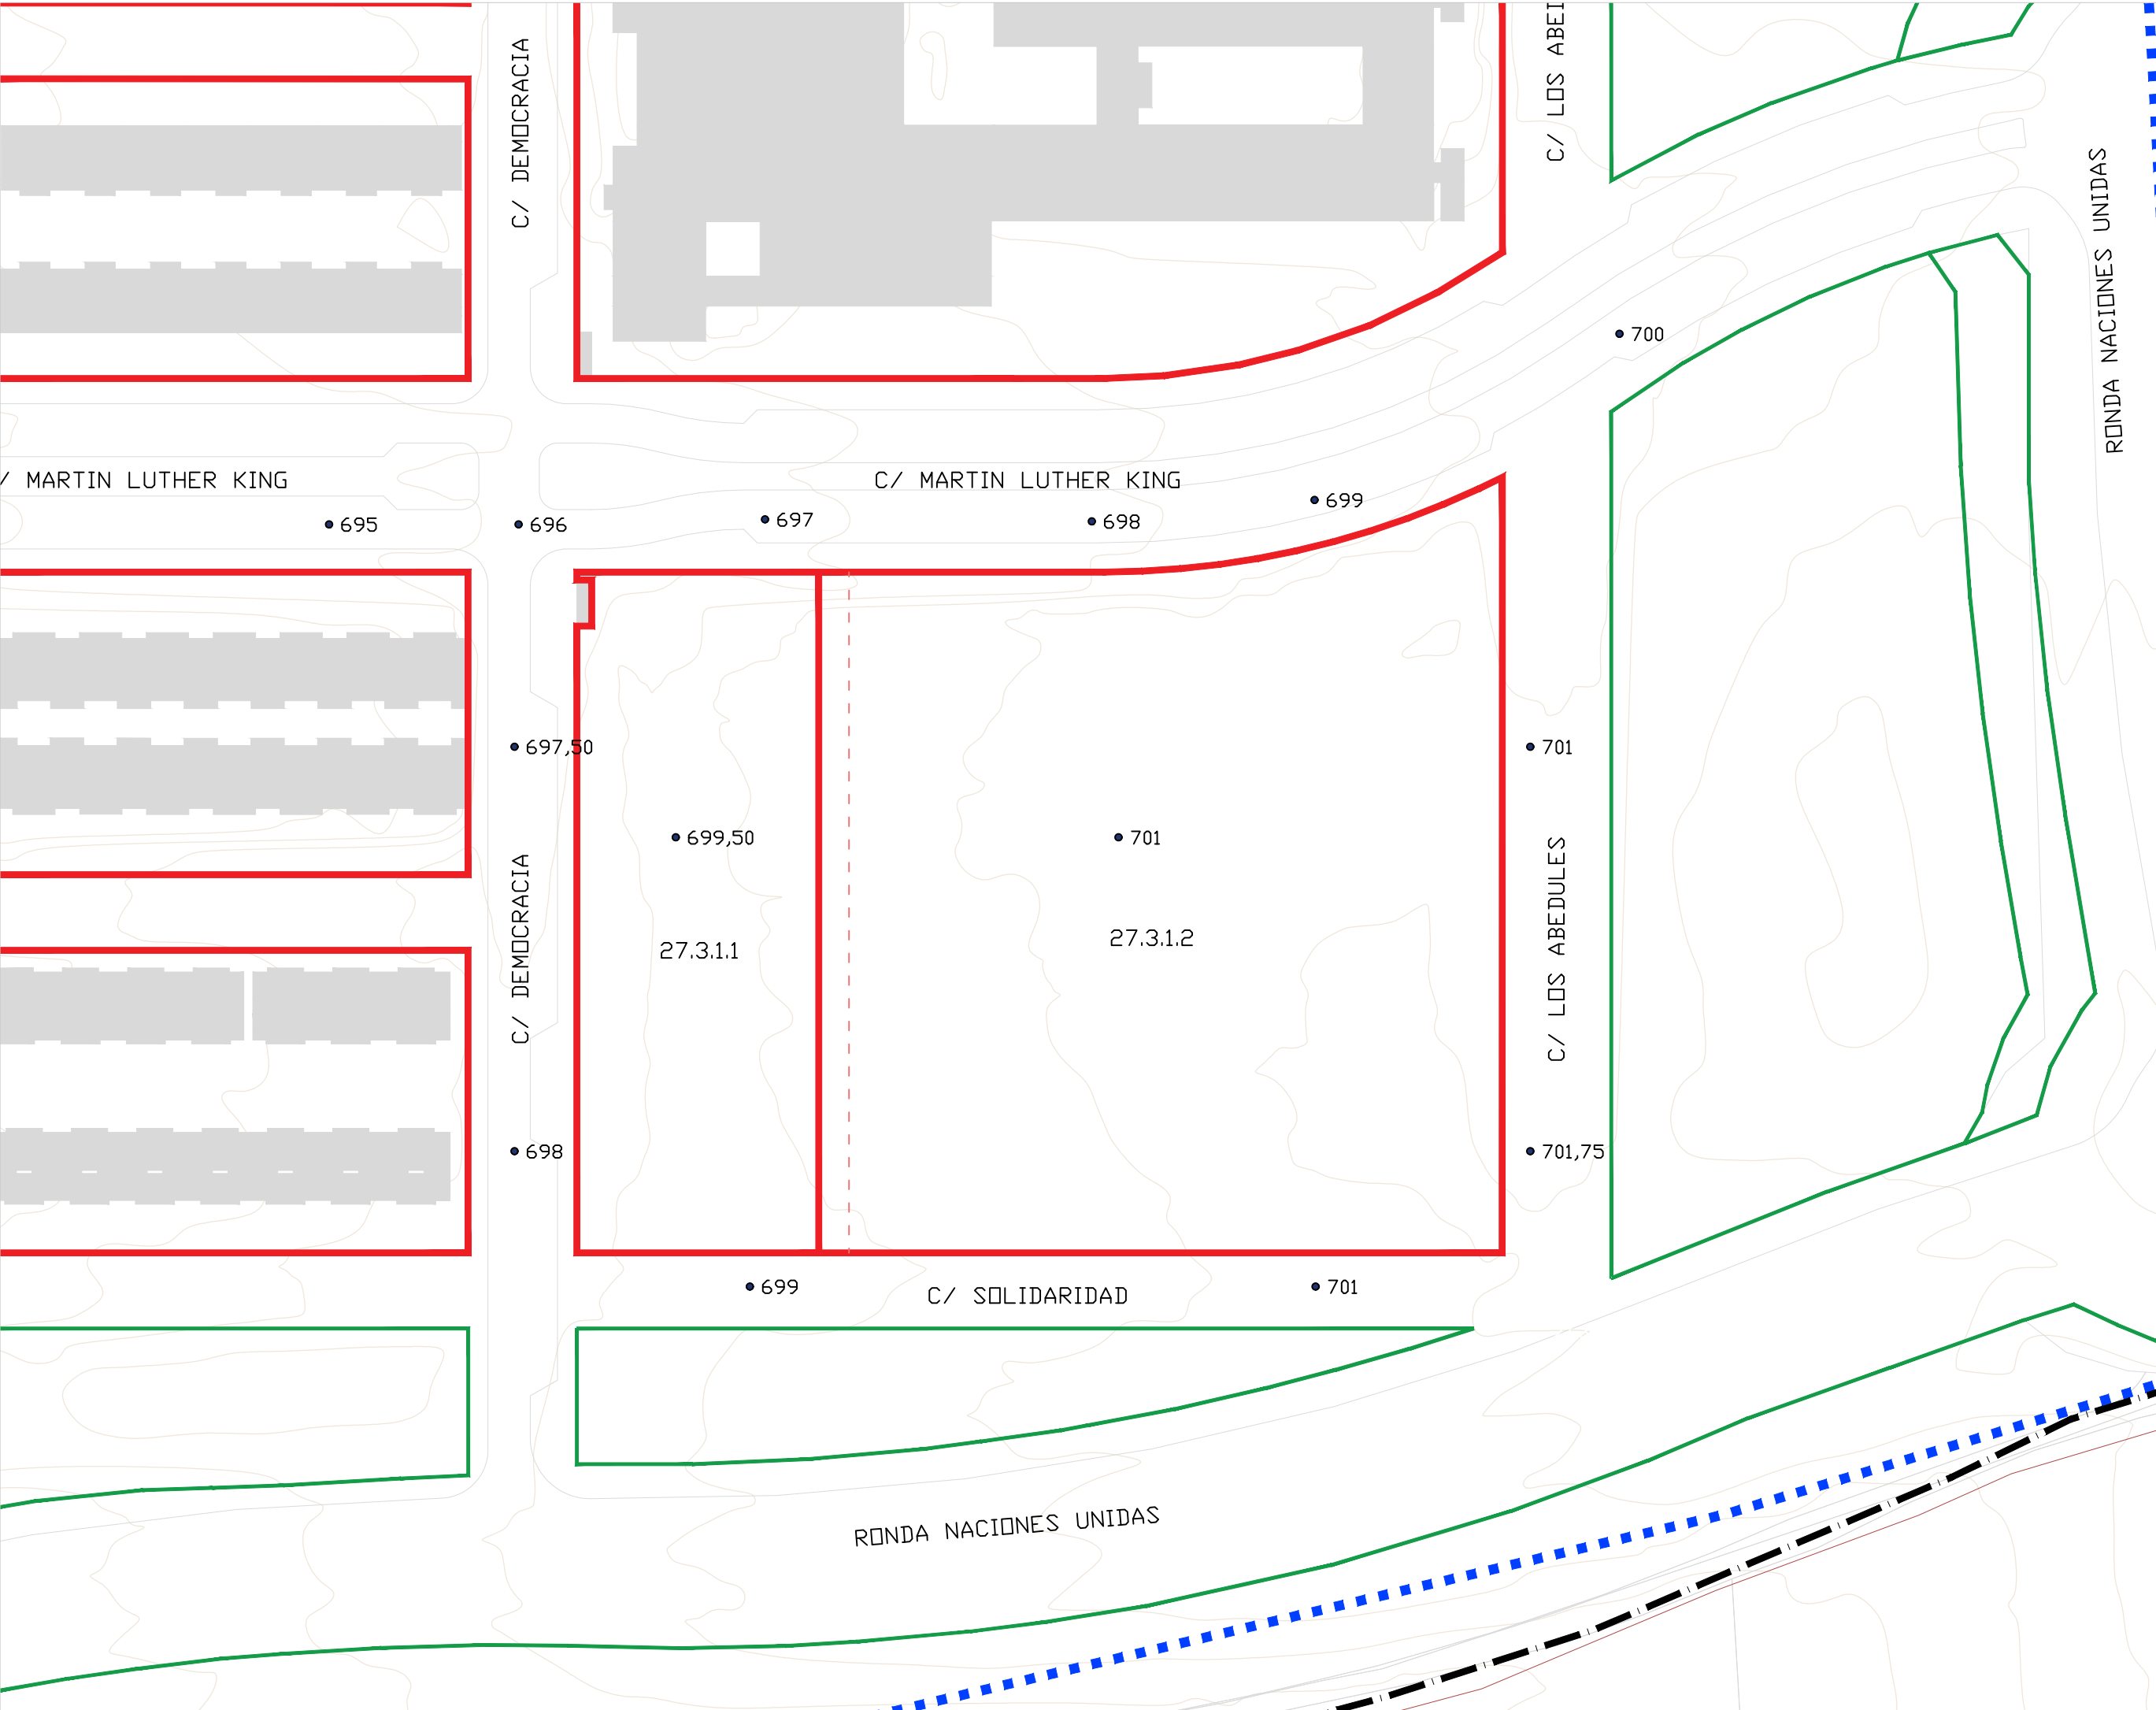 C/ DEMOCRACIA
C/ LOS ABE
RONDA NACIONES UNIDAS
700
/ MARTIN LUTHER KING
C/ MARTIN LUTHER KING
695
696
697
698
699
697,50
701
699,50
701
27.3.1.1
27.3.1.2
C/ DEMOCRACIA
C/ LOS ABEDULES
698
701,75
699
C/ SOLIDARIDAD
701
RONDA NACIONES UNIDAS